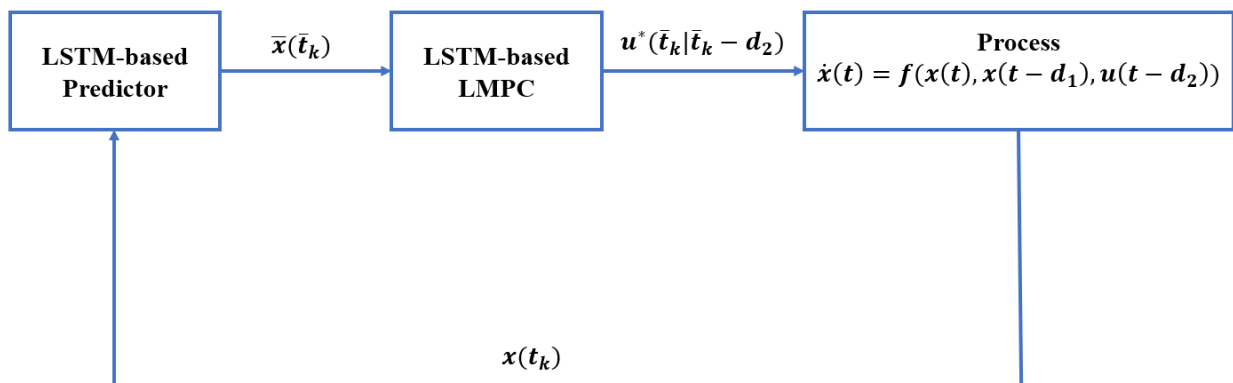 LSTM-based
Predictor
x̅(t̅ₖ)
LSTM-based
LMPC
u*(t̅ₖ|t̅ₖ − d₂)
Process
ẋ(t) = f(x(t), x(t − d₁), u(t − d₂))
x(tₖ)